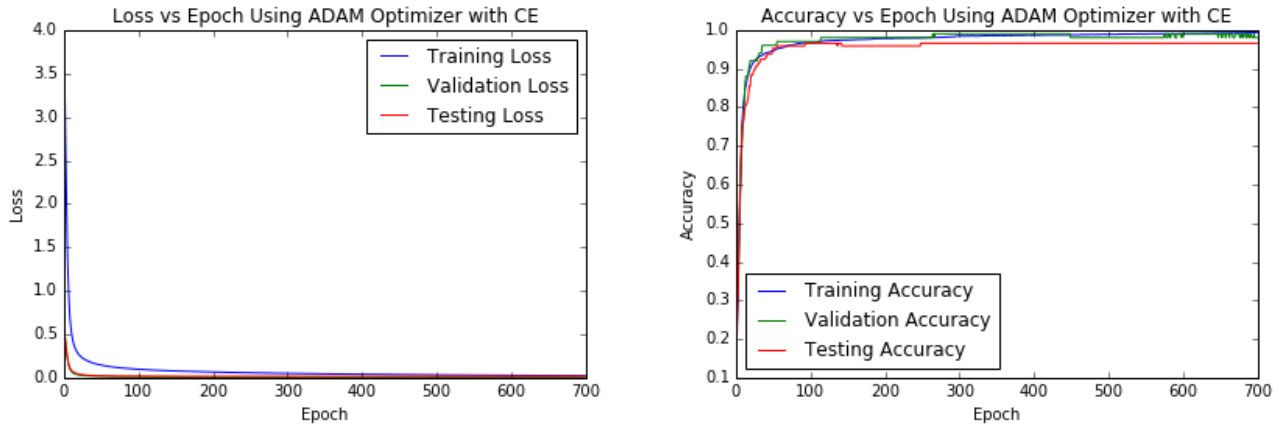 Loss vs Epoch Using ADAM Optimizer with CE
4.0
3.5
3.0
2.5
2.0
1.5
1.0
0.5
0.0
Loss
Training Loss
Validation Loss
Testing Loss
0 100 200 300 400 500 600 700
Epoch
Accuracy vs Epoch Using ADAM Optimizer with CE
1.0
0.9
0.8
0.7
0.6
0.5
0.4
0.3
0.2
0.1
Accuracy
Training Accuracy
Validation Accuracy
Testing Accuracy
0 100 200 300 400 500 600 700
Epoch